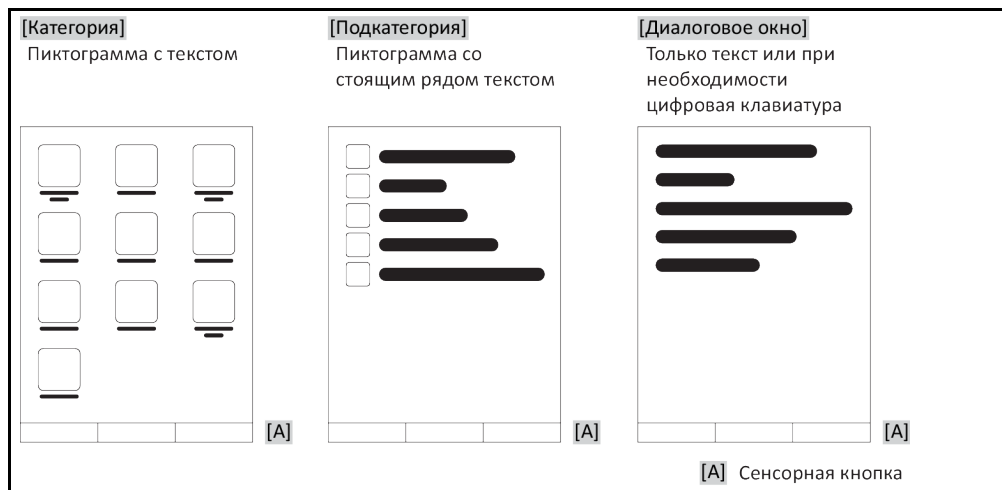 [Категория]
Пиктограмма с текстом
[Подкатегория]
Пиктограмма со
стоящим рядом текстом
[Диалоговое окно]
Только текст или при
необходимости
цифровая клавиатура
[A]
[A]
[A]
[A] Сенсорная кнопка